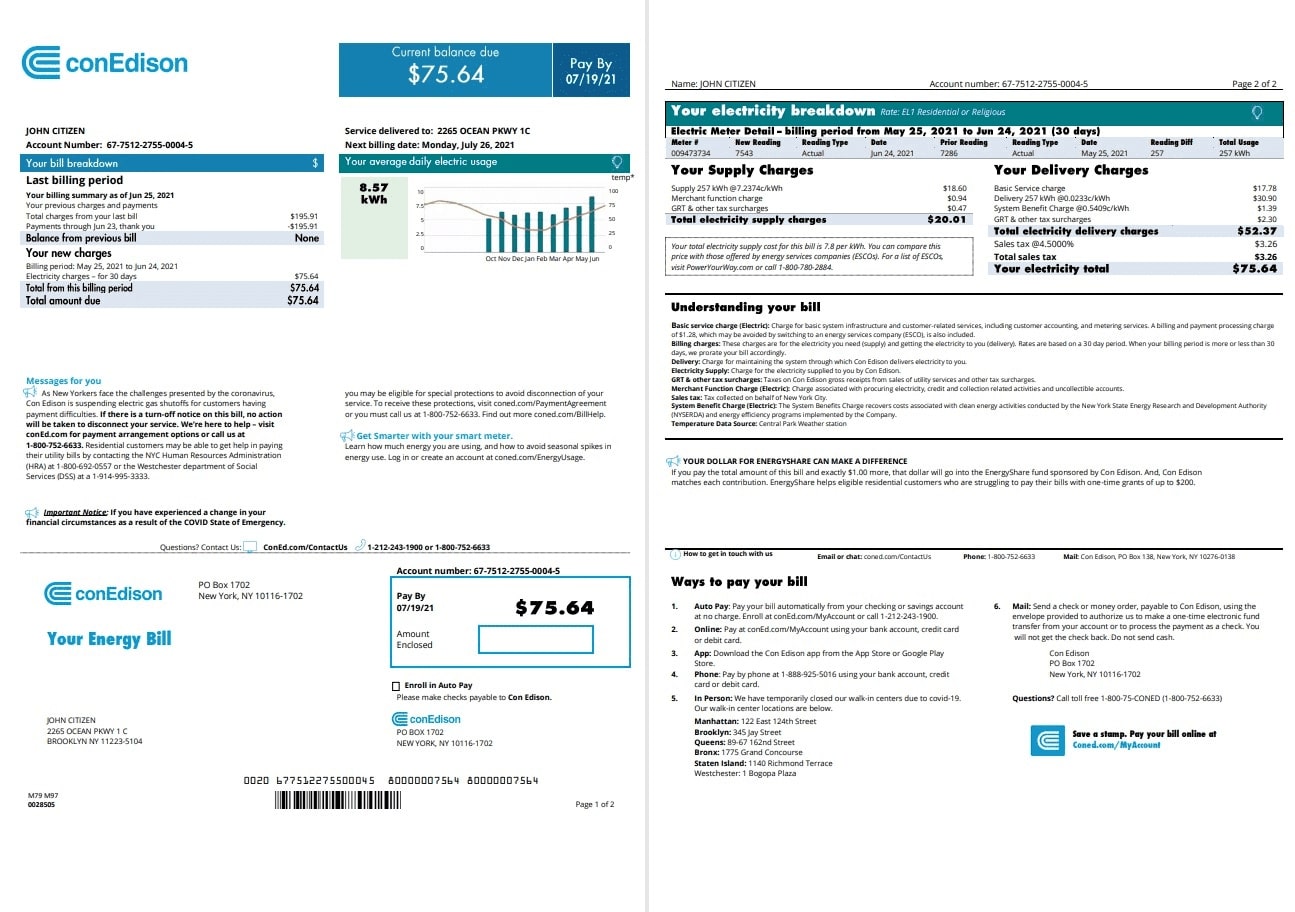 conEdison
Current balance due
$75.64
Pay By
07/19/21
JOHN CITIZEN
Account Number: 67-7512-2755-0004-5
Service delivered to: 2265 OCEAN PKWY 1C
Next billing date: Monday, July 26, 2021
Your bill breakdown $
Last billing period
Your billing summary as of Jun 25, 2021
Your previous charges and payments
Total charges from your last bill $195.91
Payments through Jun 23, thank you -$195.91
Balance from previous bill None
Your new charges
Billing period: May 25, 2021 to Jun 24, 2021
Electricity charges – for 30 days $75.64
Total from this billing period $75.64
Total amount due $75.64
Your average daily electric usage
temp*
8.57
kWh
10 100
7.5 75
5 50
2.5 25
0 0
Oct Nov Dec Jan Feb Mar Apr May Jun
Messages for you
As New Yorkers face the challenges presented by the coronavirus,
Con Edison is suspending electric gas shutoffs for customers having
payment difficulties. If there is a turn-off notice on this bill, no action
will be taken to disconnect your service. We're here to help – visit
conEd.com for payment arrangement options or call us at
1-800-752-6633. Residential customers may be able to get help in paying
their utility bills by contacting the NYC Human Resources Administration
(HRA) at 1-800-692-0557 or the Westchester department of Social
Services (DSS) at a 1-914-995-3333.
Important Notice: If you have experienced a change in your
financial circumstances as a result of the COVID State of Emergency.
you may be eligible for special protections to avoid disconnection of your
service. To receive these protections, visit coned.com/PaymentAgreement
or you must call us at 1-800-752-6633. Find out more coned.com/BillHelp.
Get Smarter with your smart meter.
Learn how much energy you are using, and how to avoid seasonal spikes in
energy use. Log in or create an account at coned.com/EnergyUsage.
Questions? Contact Us: ConEd.com/ContactUs 1-212-243-1900 or 1-800-752-6633
conEdison
PO Box 1702
New York, NY 10116-1702
Your Energy Bill
Account number: 67-7512-2755-0004-5
Pay By
07/19/21
$75.64
Amount
Enclosed
Enroll in Auto Pay
Please make checks payable to Con Edison.
JOHN CITIZEN
2265 OCEAN PKWY 1 C
BROOKLYN NY 11223-5104
conEdison
PO BOX 1702
NEW YORK, NY 10116-1702
0020 677512275500045 80000007564 80000007564
M79 M97
0028505
Page 1 of 2
Name: JOHN CITIZEN Account number: 67-7512-2755-0004-5 Page 2 of 2
Your electricity breakdown Rate: EL1 Residential or Religious
Electric Meter Detail – billing period from May 25, 2021 to Jun 24, 2021 (30 days)
Meter # New Reading Reading Type Date Prior Reading Reading Type Date Reading Diff Total Usage
009473734 7543 Actual Jun 24, 2021 7286 Actual May 25, 2021 257 257 kWh
Your Supply Charges
Supply 257 kWh @7.2374c/kWh $18.60
Merchant function charge $0.94
GRT & other tax surcharges $0.47
Total electricity supply charges $20.01
Your total electricity supply cost for this bill is 7.8 per kWh. You can compare this
price with those offered by energy services companies (ESCOs). For a list of ESCOs,
visit PowerYourWay.com or call 1-800-780-2884.
Your Delivery Charges
Basic Service charge $17.78
Delivery 257 kWh @0.0233c/kWh $30.90
System Benefit Charge @0.5409c/kWh $1.39
GRT & other tax surcharges $2.30
Total electricity delivery charges $52.37
Sales tax @4.5000% $3.26
Total sales tax $3.26
Your electricity total $75.64
Understanding your bill
Basic service charge (Electric): Charge for basic system infrastructure and customer-related services, including customer accounting, and metering services. A billing and payment processing charge
of $1.28, which may be avoided by switching to an energy services company (ESCO), is also-included.
Billing charges: These charges are for the electricity you need (supply) and getting the electricity to you (delivery). Rates are based on a 30 day period. When your billing period is more or less than 30
days, we prorate your bill accordingly.
Delivery: Charge for maintaining the system through which Con Edison delivers electricity to you.
Electricity Supply: Charge for the electricity supplied to you by Con Edison.
GRT & other tax surcharges: Taxes on Con Edison gross receipts from sales of utility services and other tax surcharges.
Merchant Function Charge (Electric): Charge associated with procuring electricity, credit and collection related activities and uncollectible accounts.
Sales tax: Tax collected on behalf of New York City.
System Benefit Charge (Electric): The System Benefits Charge recovers costs associated with clean energy activities conducted by the New York State Energy Research and Development Authority
(NYSERDA) and energy efficiency programs implemented by the Company.
Temperature Data Source: Central Park Weather station
YOUR DOLLAR FOR ENERGYSHARE CAN MAKE A DIFFERENCE
If you pay the total amount of this bill and exactly $1.00 more, that dollar will go into the EnergyShare fund sponsored by Con Edison. And, Con Edison
matches each contribution. EnergyShare helps eligible residential customers who are struggling to pay their bills with one-time grants of up to $200.
How to get in touch with us Email or chat: coned.com/ContactUs Phone: 1-800-752-6633 Mail: Con Edison, PO Box 138, New York, NY 10276-0138
Ways to pay your bill
1. Auto Pay: Pay your bill automatically from your checking or savings account
at no charge. Enroll at conEd.com/MyAccount or call 1-212-243-1900.
2. Online: Pay at conEd.com/MyAccount using your bank account, credit card
or debit card.
3. App: Download the Con Edison app from the App Store or Google Play
Store.
4. Phone: Pay by phone at 1-888-925-5016 using your bank account, credit
card or debit card.
5. In Person: We have temporarily closed our walk-in centers due to covid-19.
Our walk-in center locations are below.
Manhattan: 122 East 124th Street
Brooklyn: 345 Jay Street
Queens: 89-67 162nd Street
Bronx: 1775 Grand Concourse
Staten Island: 1140 Richmond Terrace
Westchester: 1 Bogopa Plaza
6. Mail: Send a check or money order, payable to Con Edison, using the
envelope provided to authorize us to make a one-time electronic fund
transfer from your account or to process the payment as a check. You
will not get the check back. Do not send cash.
Con Edison
PO Box 1702
New York, NY 10116-1702
Questions? Call toll free 1-800-75-CONED (1-800-752-6633)
Save a stamp. Pay your bill online at
Coned.com/MyAccount